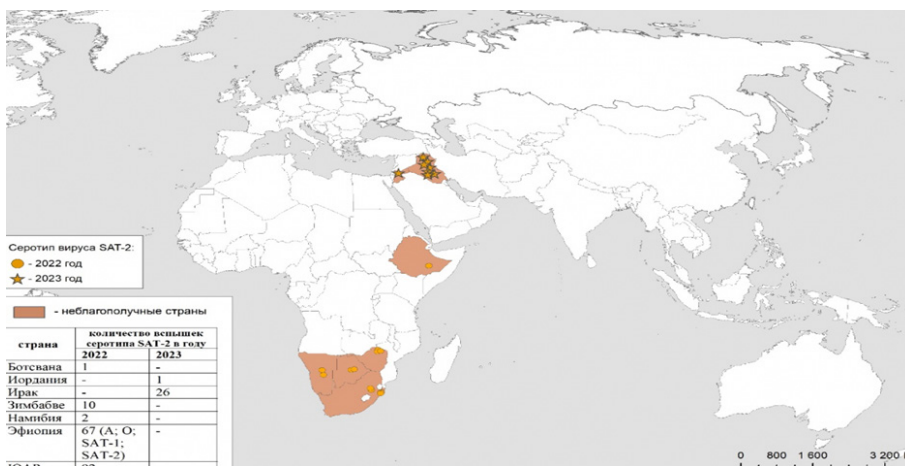 Серотип вируса SAT-2:
- 2022 год
- 2023 год
- неблагополучные страны
страна количество вспышек серотипа SAT-2 в году
2022 2023
Ботсвана 1 -
Иордания - 1
Ирак - 26
Зимбабве 10 -
Намибия 2 -
Эфиопия 67 (А; О; -
SAT-1;
SAT-2)
0 800 1 600 3 200